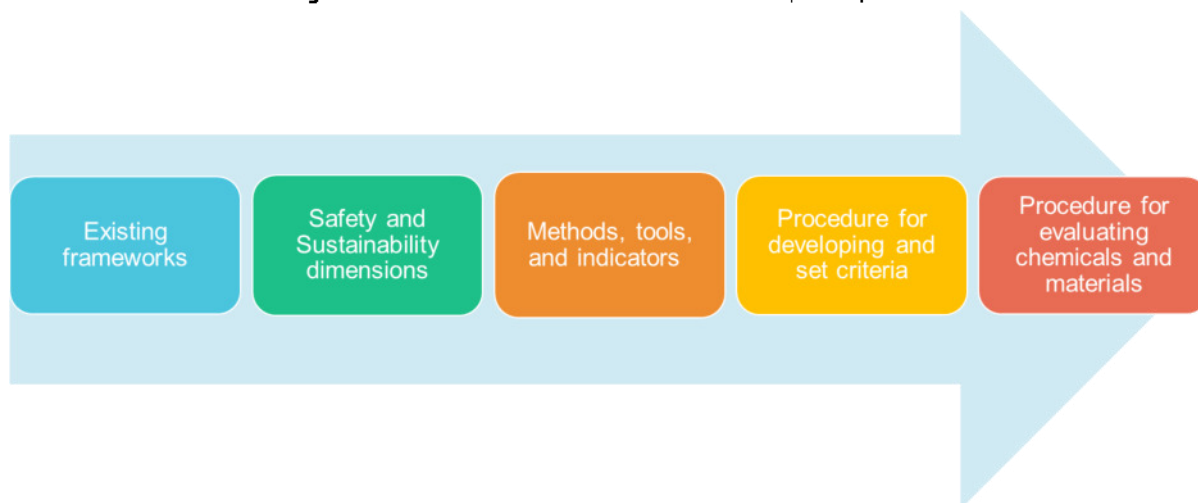 Existing
frameworks
Safety and
Sustainability
dimensions
Methods, tools,
and indicators
Procedure for
developing and
set criteria
Procedure for
evaluating
chemicals and
materials